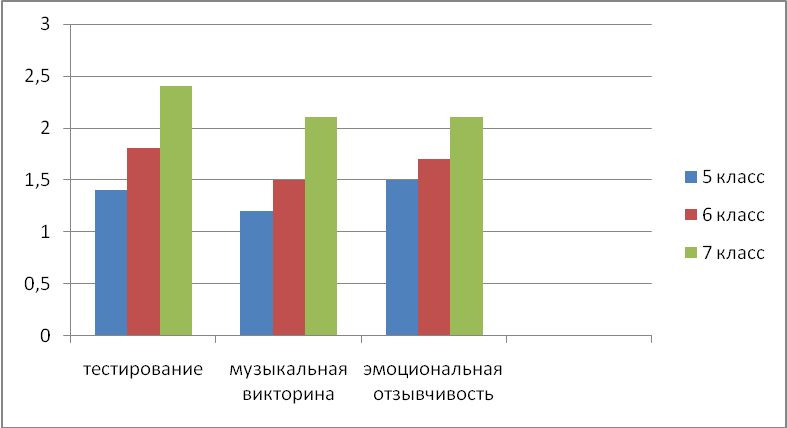 3
2,5
2
1,5
1
0,5
0
тестирование
музыкальная
викторина
эмоциональная
отзывчивость
5 класс
6 класс
7 класс